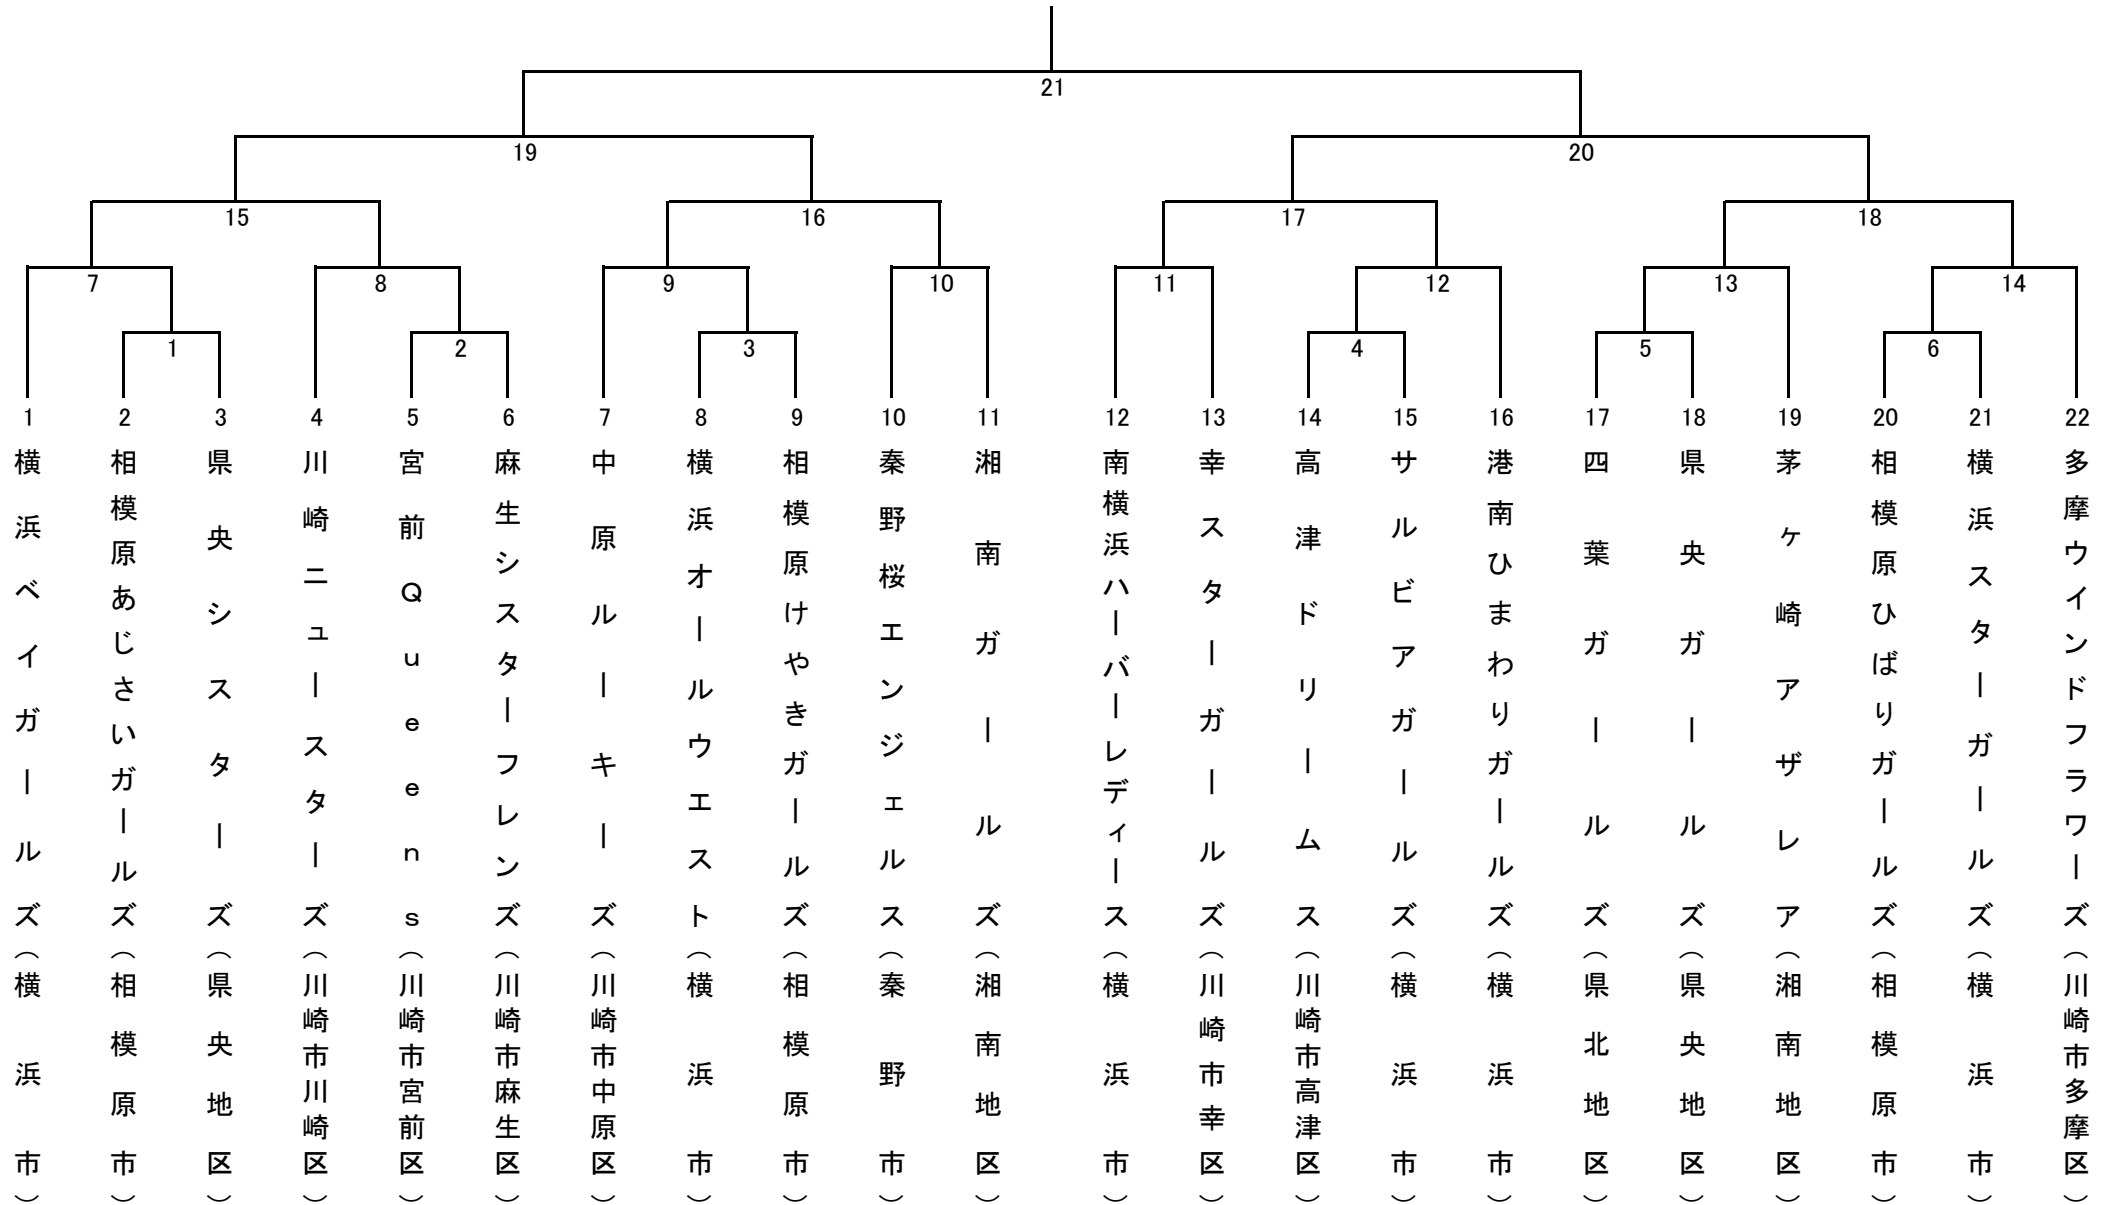 21
19
20
15
16
17
18
7
8
9
10
11
12
13
14
1
2
3
4
5
6
1
横浜ベイガールズ（横浜市）
2
相模原あじさいガールズ（相模原市）
3
県央シスターズ（県央地区）
4
川崎ニュースターズ（川崎市川崎区）
5
宮前Ｑｕｅｅｎｓ（川崎市宮前区）
6
麻生シスターフレンズ（川崎市麻生区）
7
中原ルーキーズ（川崎市中原区）
8
横浜オールウエスト（横浜市）
9
相模原けやきガールズ（相模原市）
10
秦野桜エンジェルス（秦野市）
11
湘南ガールズ（湘南地区）
12
南横浜ハーバーレディース（横浜市）
13
幸スターガールズ（川崎市幸区）
14
高津ドリームス（川崎市高津区）
15
サルビアガールズ（横浜市）
16
港南ひまわりガールズ（横浜市）
17
四葉ガールズ（県北地区）
18
県央ガールズ（県央地区）
19
茅ヶ崎アザレア（湘南地区）
20
相模原ひばりガールズ（相模原市）
21
横浜スターガールズ（横浜市）
22
多摩ウインドフラワーズ（川崎市多摩区）